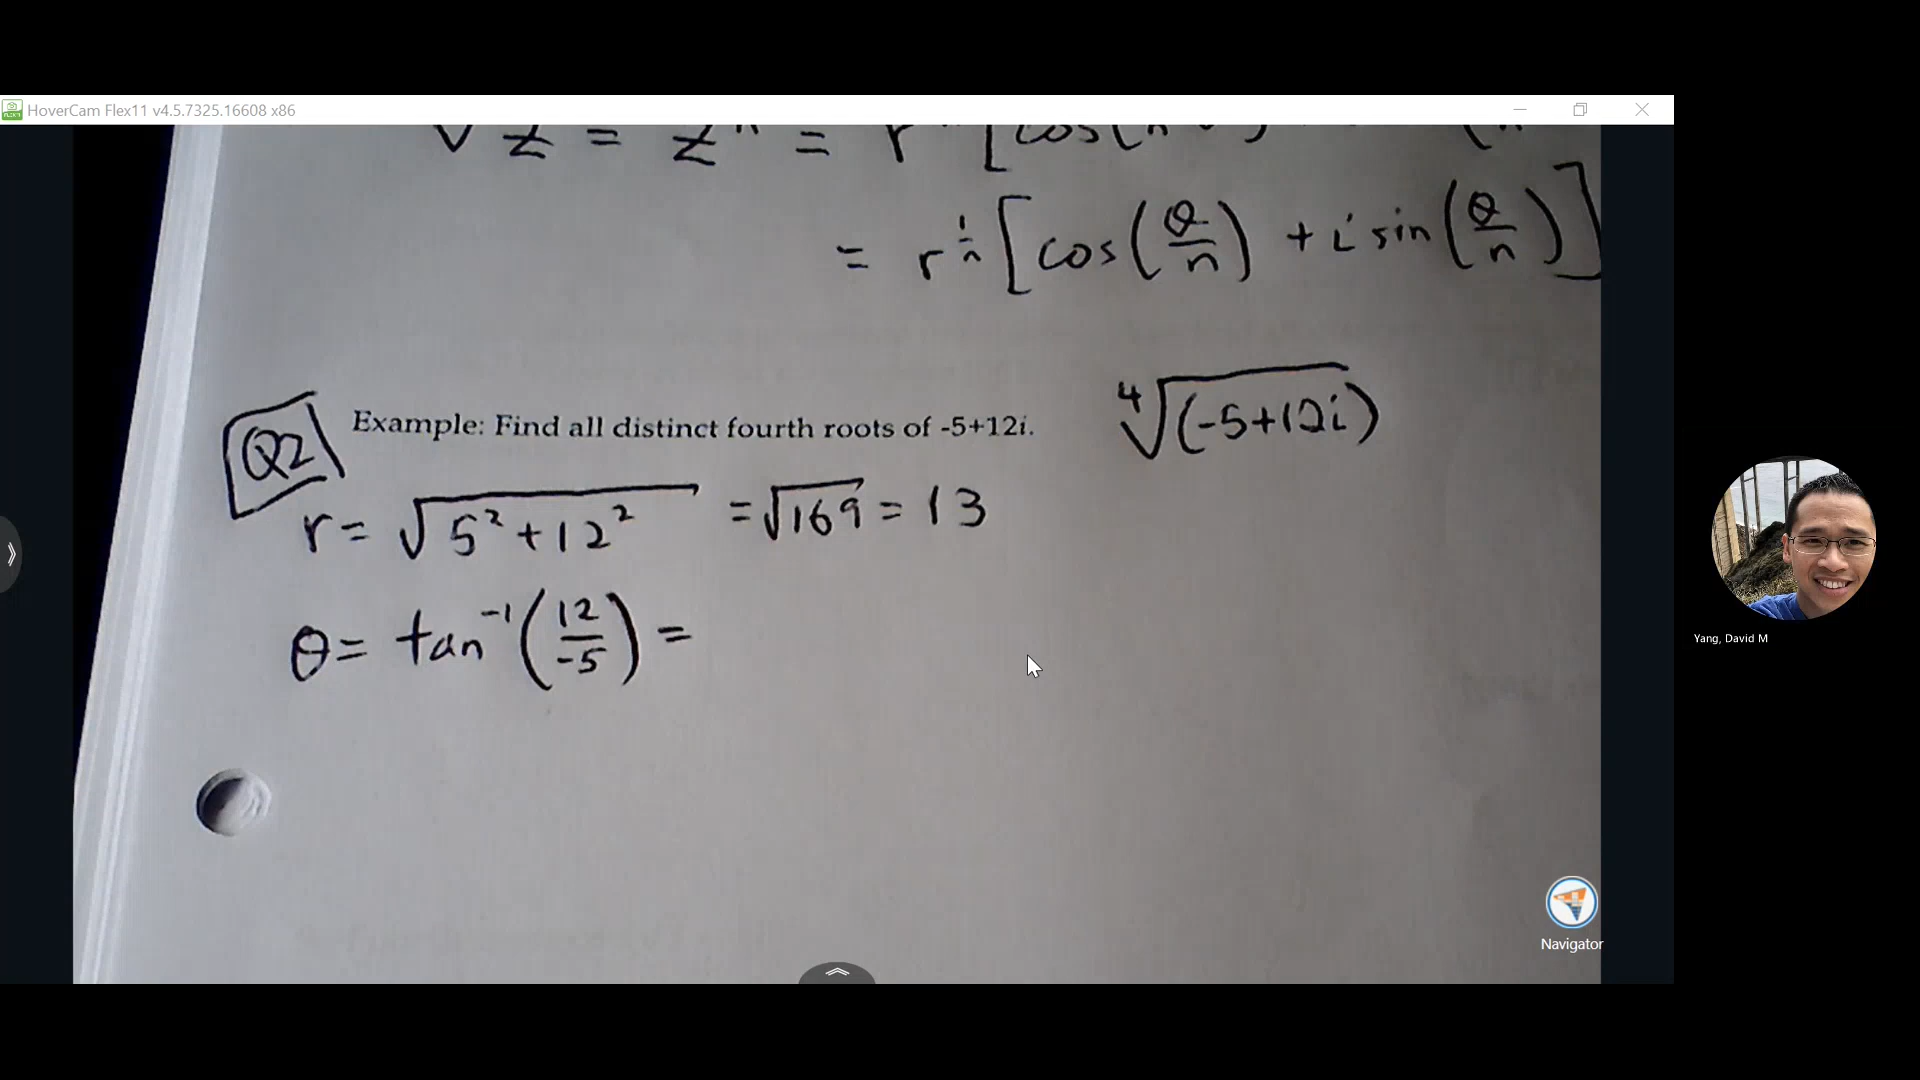 HoverCam Flex11 v4.5.7325.16608 x86
= r^(1/n) [cos(θ/n) + i sin(θ/n)]
Q2 Example: Find all distinct fourth roots of -5+12i. ⁴√(-5+12i)
r = √(5² + 12²) = √169 = 13
θ = tan⁻¹(12/-5) =
Yang, David M
Navigator